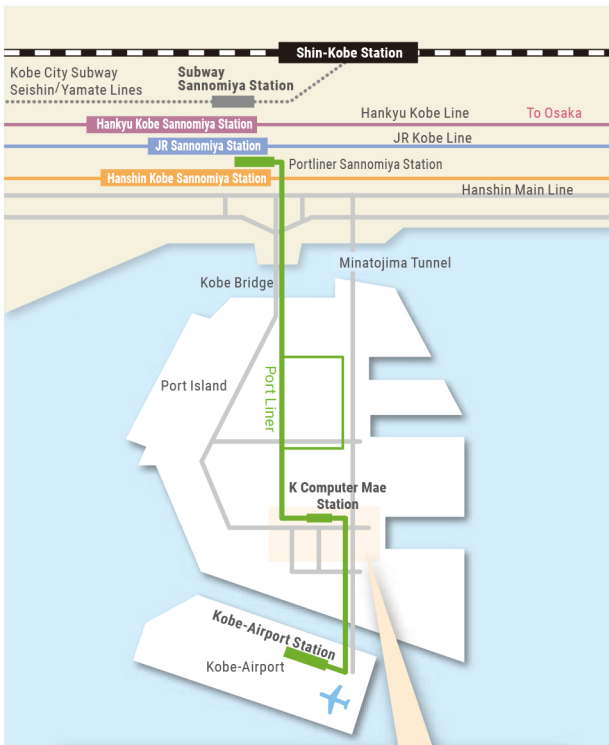 Shin-Kobe Station
Kobe City Subway
Seishin/Yamate Lines
Subway
Sannomiya Station
Hankyu Kobe Line
To Osaka
Hankyu Kobe Sannomiya Station
JR Kobe Line
JR Sannomiya Station
Portliner Sannomiya Station
Hanshin Kobe Sannomiya Station
Hanshin Main Line
Minatojima Tunnel
Kobe Bridge
Port Island
Port Liner
K Computer Mae
Station
Kobe-Airport Station
Kobe-Airport